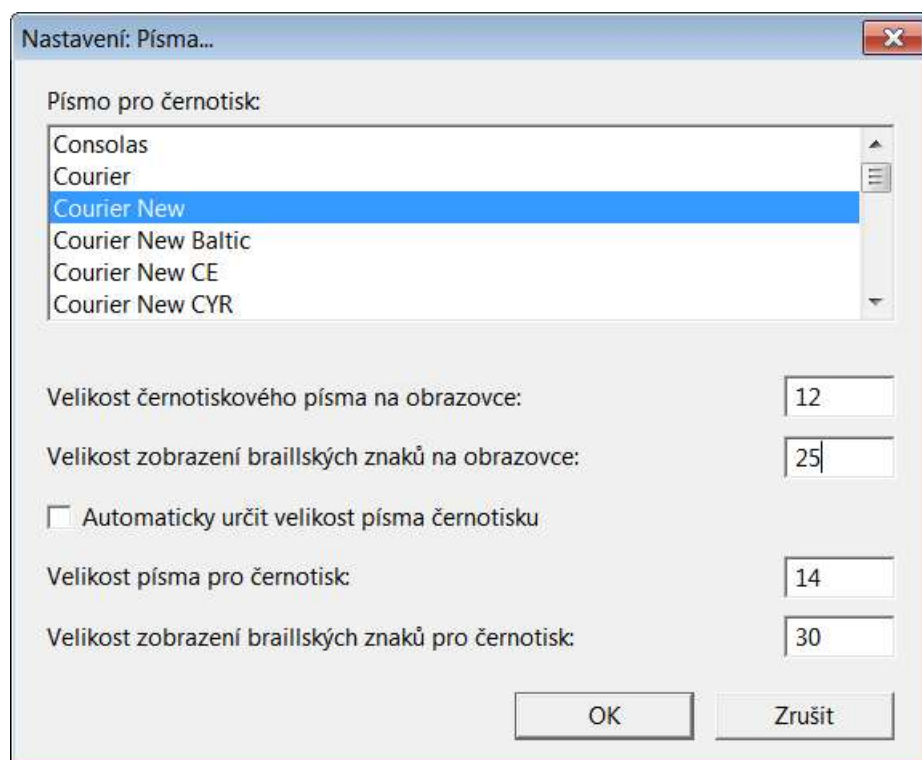 Nastavení: Písma...
Písmo pro černotisk:
Consolas
Courier
Courier New
Courier New Baltic
Courier New CE
Courier New CYR
Velikost černotiskového písma na obrazovce: 12
Velikost zobrazení braillských znaků na obrazovce: 25
Automaticky určit velikost písma černotisku
Velikost písma pro černotisk: 14
Velikost zobrazení braillských znaků pro černotisk: 30
OK Zrušit